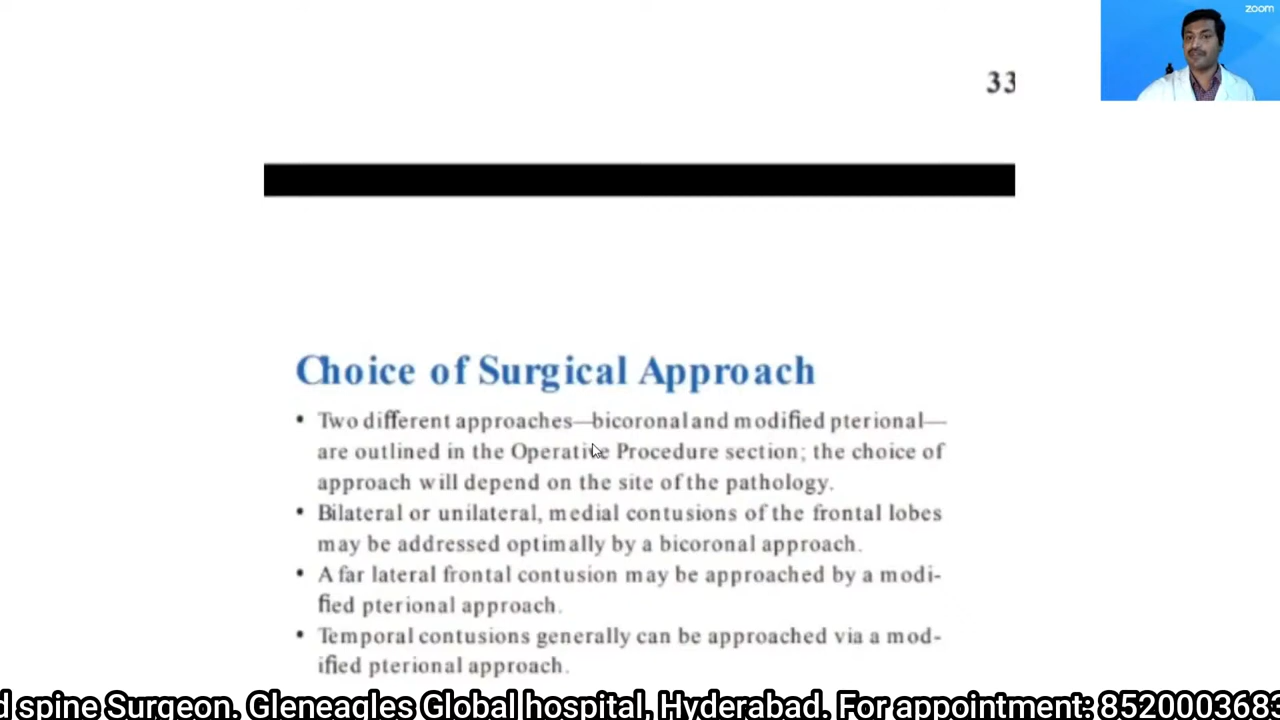 zoom
33
Choice of Surgical Approach
• Two different approaches—bicoronal and modified pterional—
are outlined in the Operative Procedure section; the choice of
approach will depend on the site of the pathology.
• Bilateral or unilateral, medial contusions of the frontal lobes
may be addressed optimally by a bicoronal approach.
• A far lateral frontal contusion may be approached by a modi-
fied pterional approach.
• Temporal contusions generally can be approached via a mod-
ified pterional approach.
d spine Surgeon. Gleneagles Global hospital, Hyderabad. For appointment: 8520003683